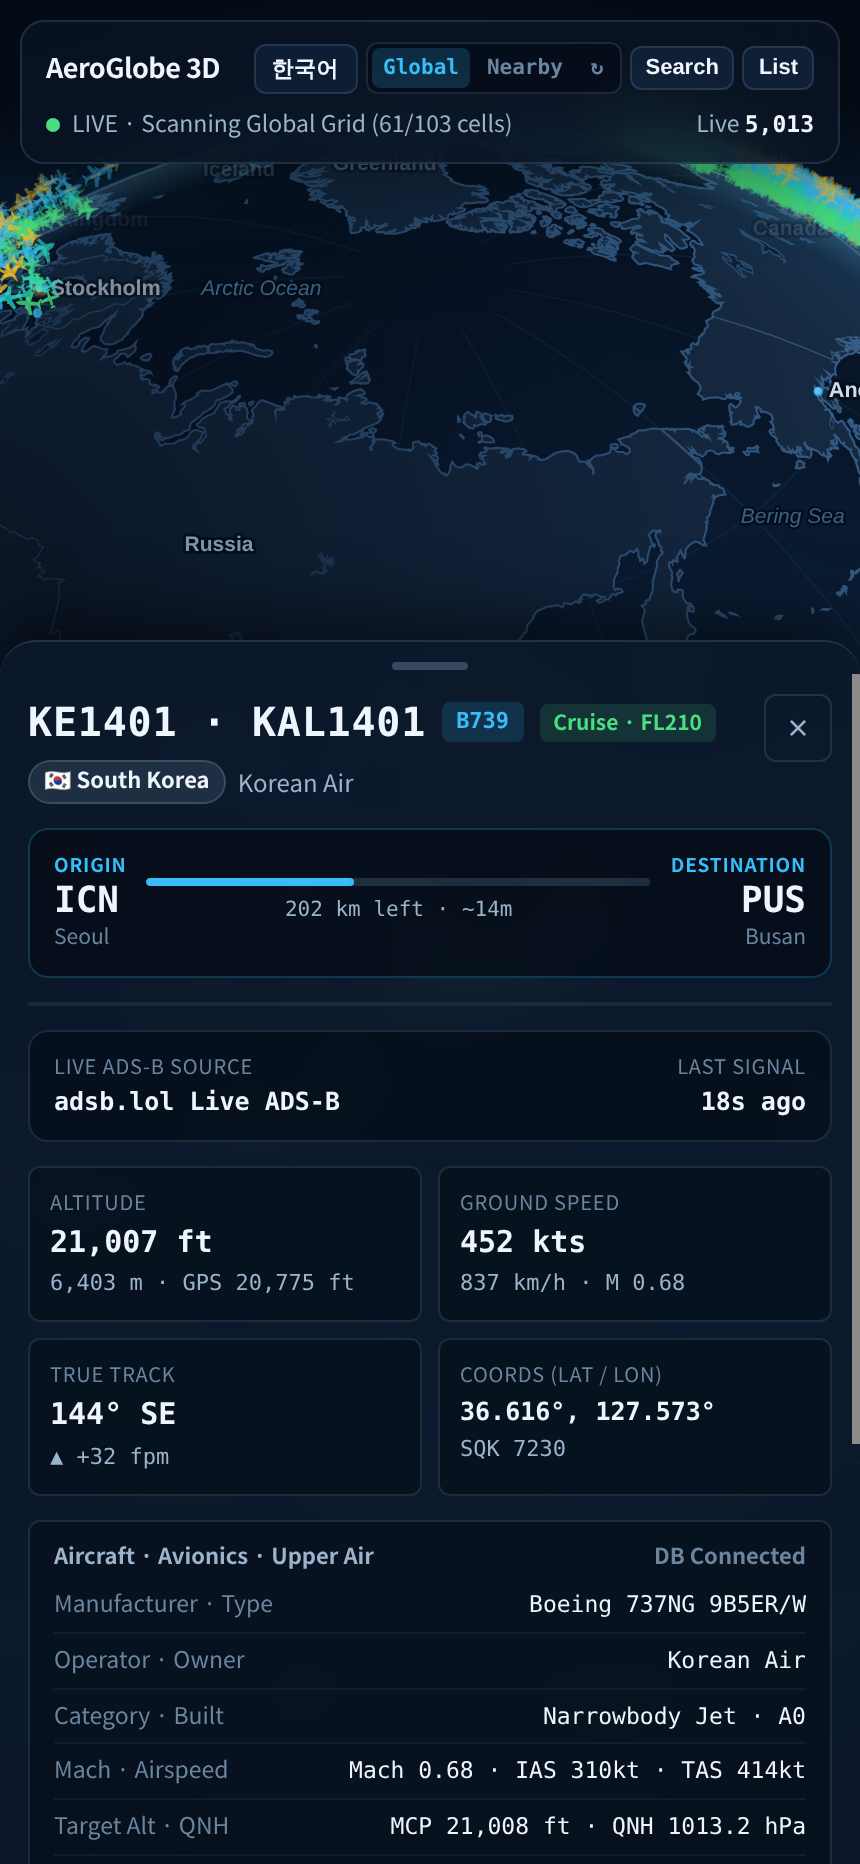 AeroGlobe 3D 한국어 Global Nearby ↻ Search List
LIVE · Scanning Global Grid (61/103 cells) Live 5,013
Iceland Greenland
Canada
Stockholm Arctic Ocean
Bering Sea
Russia
KE1401 · KAL1401 B739 Cruise · FL210 ×
🇰🇷 South Korea Korean Air
ORIGIN DESTINATION
ICN PUS
202 km left · ~14m
Seoul Busan
LIVE ADS-B SOURCE LAST SIGNAL
adsb.lol Live ADS-B 18s ago
ALTITUDE GROUND SPEED
21,007 ft 452 kts
6,403 m · GPS 20,775 ft 837 km/h · M 0.68
TRUE TRACK COORDS (LAT / LON)
144° SE 36.616°, 127.573°
▲ +32 fpm SQK 7230
Aircraft · Avionics · Upper Air DB Connected
Manufacturer · Type Boeing 737NG 9B5ER/W
Operator · Owner Korean Air
Category · Built Narrowbody Jet · A0
Mach · Airspeed Mach 0.68 · IAS 310kt · TAS 414kt
Target Alt · QNH MCP 21,008 ft · QNH 1013.2 hPa